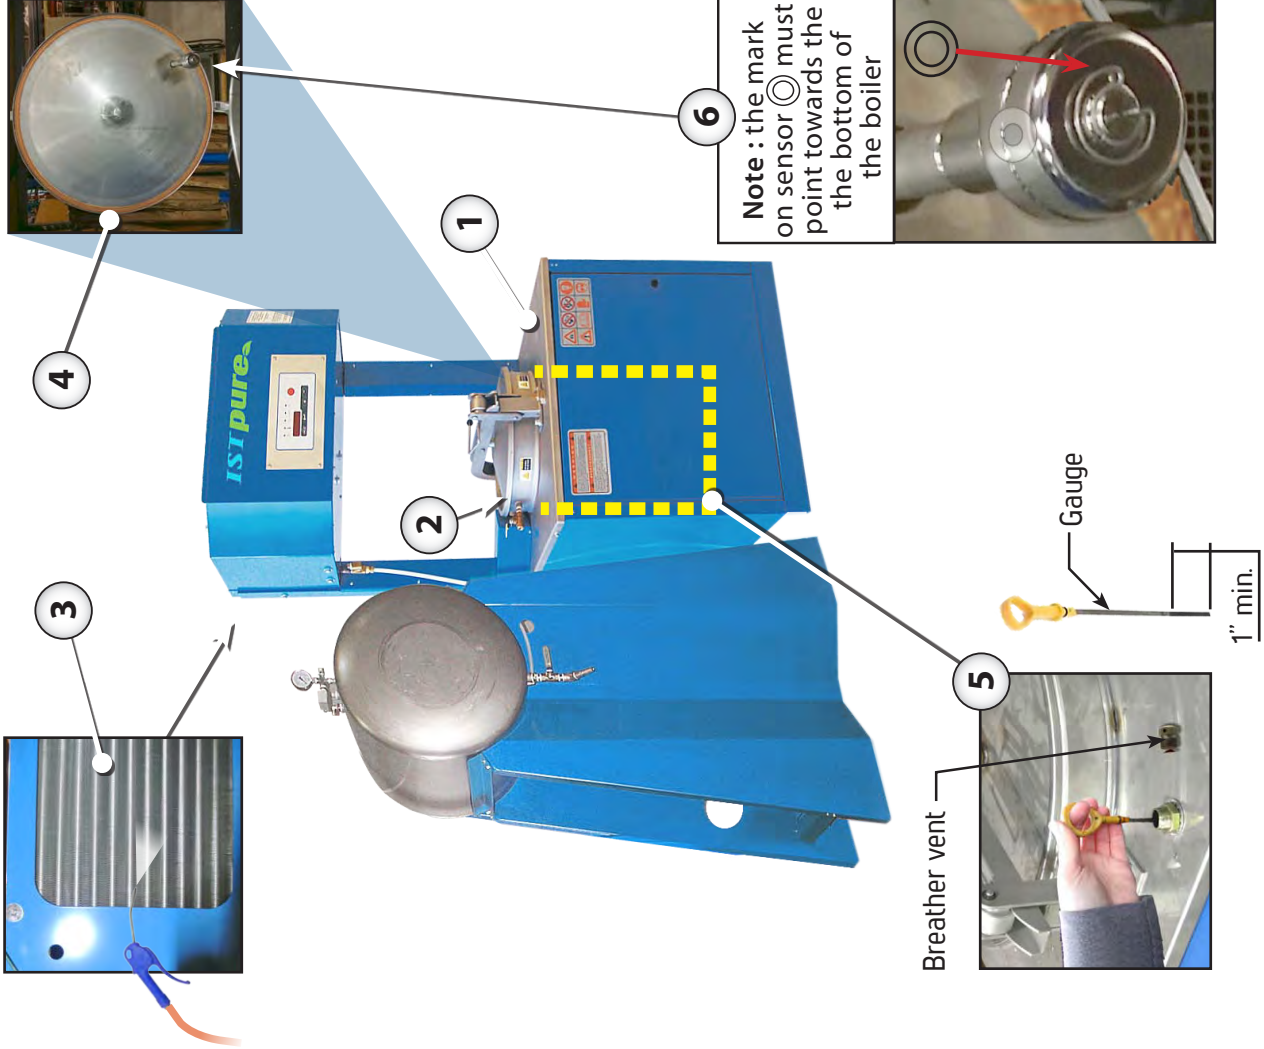 4
6
Note : the mark
on sensor ◎ must
point towards the
the bottom of
the boiler
1
ISTpure
2
3
5
Gauge
1” min.
Breather vent